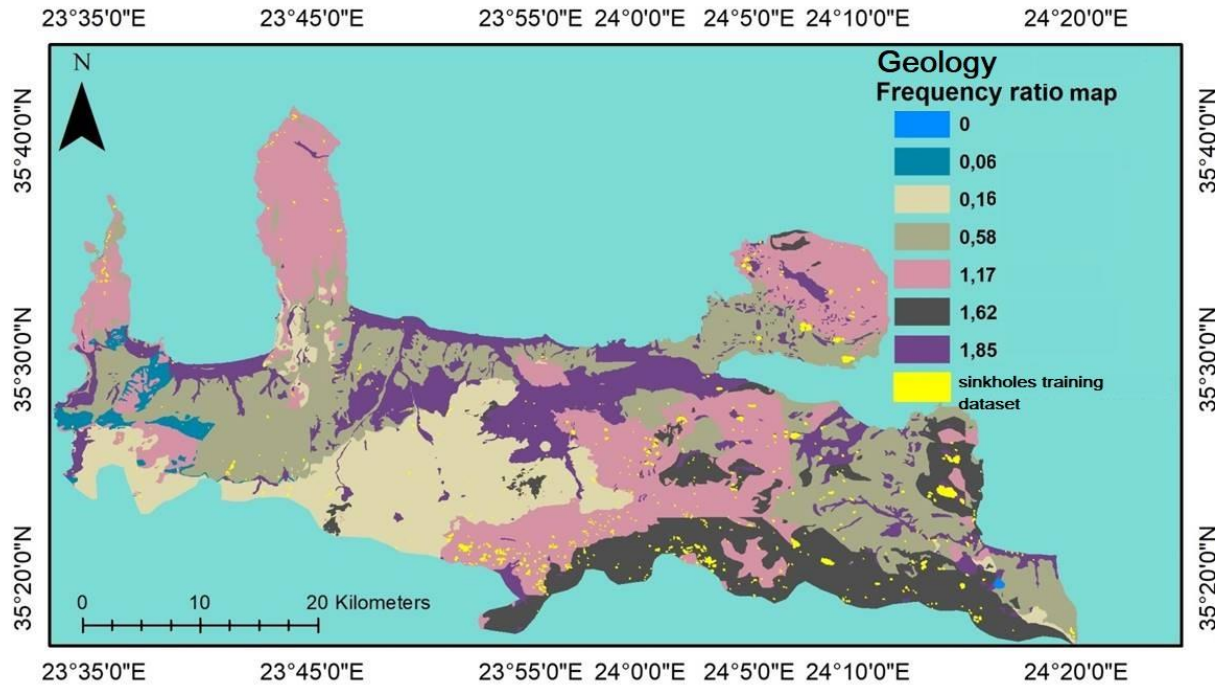 23°35'0"E 23°45'0"E 23°55'0"E 24°0'0"E 24°5'0"E 24°10'0"E 24°20'0"E
N
Geology
Frequency ratio map
0
0,06
0,16
0,58
1,17
1,62
1,85
sinkholes training
dataset
35°40'0"N
35°30'0"N
35°20'0"N
35°40'0"N
35°30'0"N
35°20'0"N
0 10 20 Kilometers
23°35'0"E 23°45'0"E 23°55'0"E 24°0'0"E 24°5'0"E 24°10'0"E 24°20'0"E